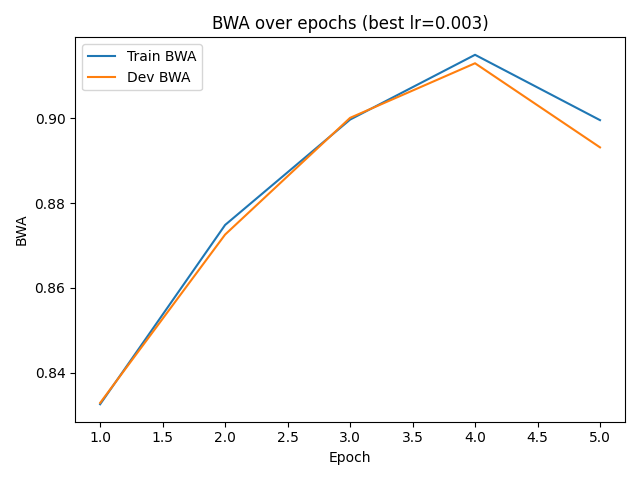 BWA over epochs (best lr=0.003)
Train BWA
Dev BWA
0.90
0.88
0.86
0.84
BWA
1.0 1.5 2.0 2.5 3.0 3.5 4.0 4.5 5.0
Epoch